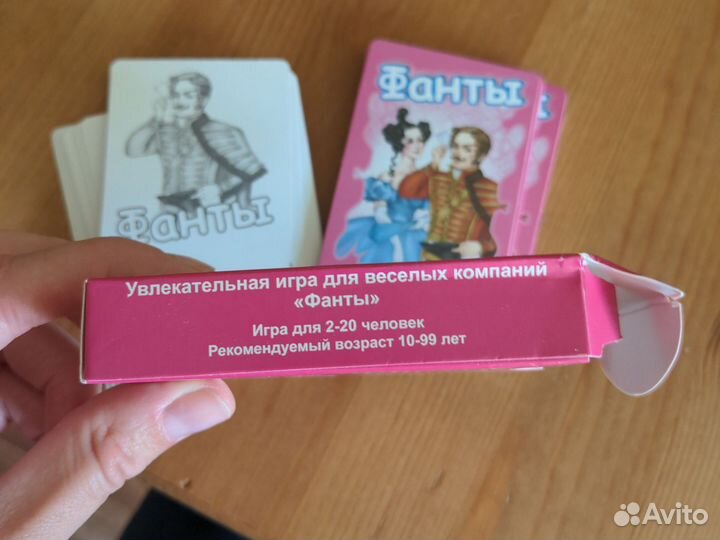 Фанты
Фанты
Увлекательная игра для веселых компаний
«Фанты»
Игра для 2-20 человек
Рекомендуемый возраст 10-99 лет
Avito